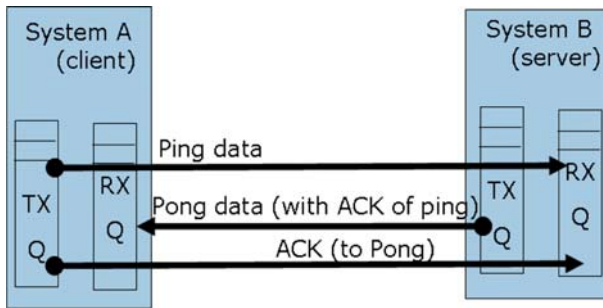 System A
(client)
System B
(server)
Ping data
TX
Q
RX
Q
Pong data (with ACK of ping)
TX
Q
RX
Q
ACK (to Pong)